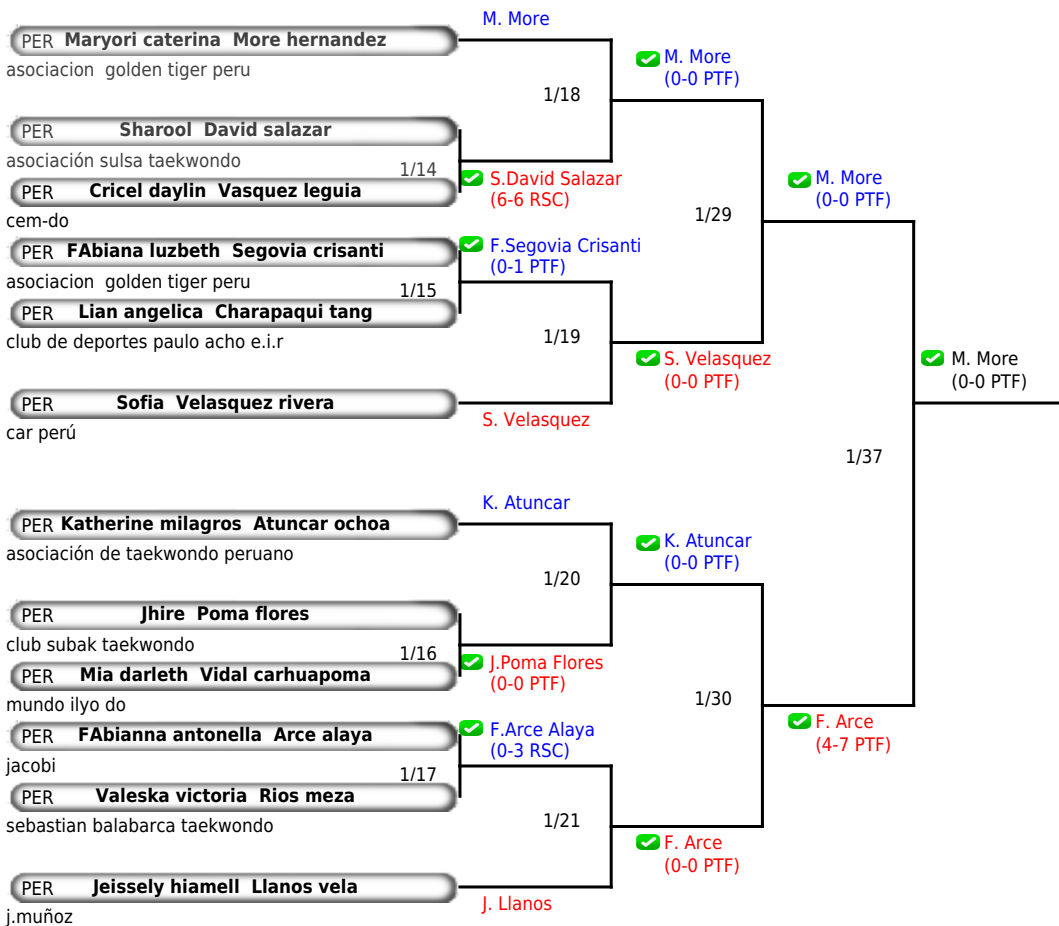 M. More
PER Maryori caterina More hernandez
asociacion golden tiger peru
M. More
(0-0 PTF)
1/18
PER Sharool David salazar
asociación sulsa taekwondo
1/14
S.David Salazar
(6-6 RSC)
PER Cricel daylin Vasquez leguia
cem-do
M. More
(0-0 PTF)
1/29
PER FAbiana luzbeth Segovia crisanti
F.Segovia Crisanti
(0-1 PTF)
asociacion golden tiger peru
1/15
PER Lian angelica Charapaqui tang
club de deportes paulo acho e.i.r
1/19
S. Velasquez
(0-0 PTF)
M. More
(0-0 PTF)
PER Sofia Velasquez rivera
S. Velasquez
car perú
1/37
K. Atuncar
PER Katherine milagros Atuncar ochoa
asociación de taekwondo peruano
K. Atuncar
(0-0 PTF)
1/20
PER Jhire Poma flores
club subak taekwondo
1/16
J.Poma Flores
(0-0 PTF)
PER Mia darleth Vidal carhuapoma
mundo ilyo do
1/30
F. Arce
(4-7 PTF)
PER FAbianna antonella Arce alaya
F.Arce Alaya
(0-3 RSC)
jacobi
1/17
PER Valeska victoria Rios meza
sebastian balabarca taekwondo
1/21
F. Arce
(0-0 PTF)
PER Jeissely hiamell Llanos vela
J. Llanos
j.muñoz